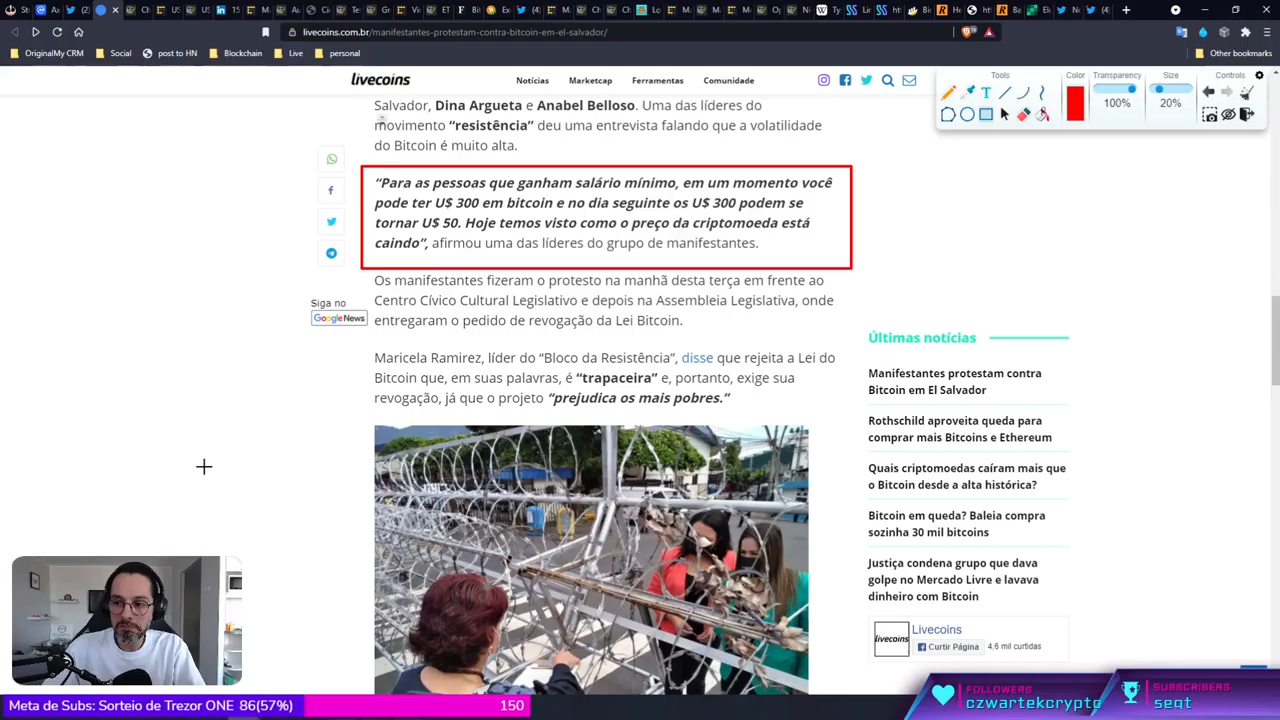 OriginalMy CRM
Social
post to HN
Blockchain
Live
personal
Other bookmarks
livecoins.com.br/manifestantes-protestam-contra-bitcoin-em-el-salvador/
livecoins
Notícias
Marketcap
Ferramentas
Comunidade
Tools
Color
Transparency
Size
Controls
100%
20%
Salvador, Dina Argueta e Anabel Belloso. Uma das líderes do
movimento “resistência” deu uma entrevista falando que a volatilidade
do Bitcoin é muito alta.
“Para as pessoas que ganham salário mínimo, em um momento você
pode ter U$ 300 em bitcoin e no dia seguinte os U$ 300 podem se
tornar U$ 50. Hoje temos visto como o preço da criptomoeda está
caindo”, afirmou uma das líderes do grupo de manifestantes.
Os manifestantes fizeram o protesto na manhã desta terça em frente ao
Centro Cívico Cultural Legislativo e depois na Assembleia Legislativa, onde
entregaram o pedido de revogação da Lei Bitcoin.
Siga no
Google News
Maricela Ramirez, líder do “Bloco da Resistência”, disse que rejeita a Lei do
Bitcoin que, em suas palavras, é “trapaceira” e, portanto, exige sua
revogação, já que o projeto “prejudica os mais pobres.”
Últimas notícias
Manifestantes protestam contra
Bitcoin em El Salvador
Rothschild aproveita queda para
comprar mais Bitcoins e Ethereum
Quais criptomoedas caíram mais que
o Bitcoin desde a alta histórica?
Bitcoin em queda? Baleia compra
sozinha 30 mil bitcoins
Justiça condena grupo que dava
golpe no Mercado Livre e lavava
dinheiro com Bitcoin
livecoins
Livecoins
Curtir Página
4,6 mil curtidas
Meta de Subs: Sorteio de Trezor ONE 86(57%)
150
FOLLOWERS
czwartekcrypto
SUBSCRIBERS
seqt